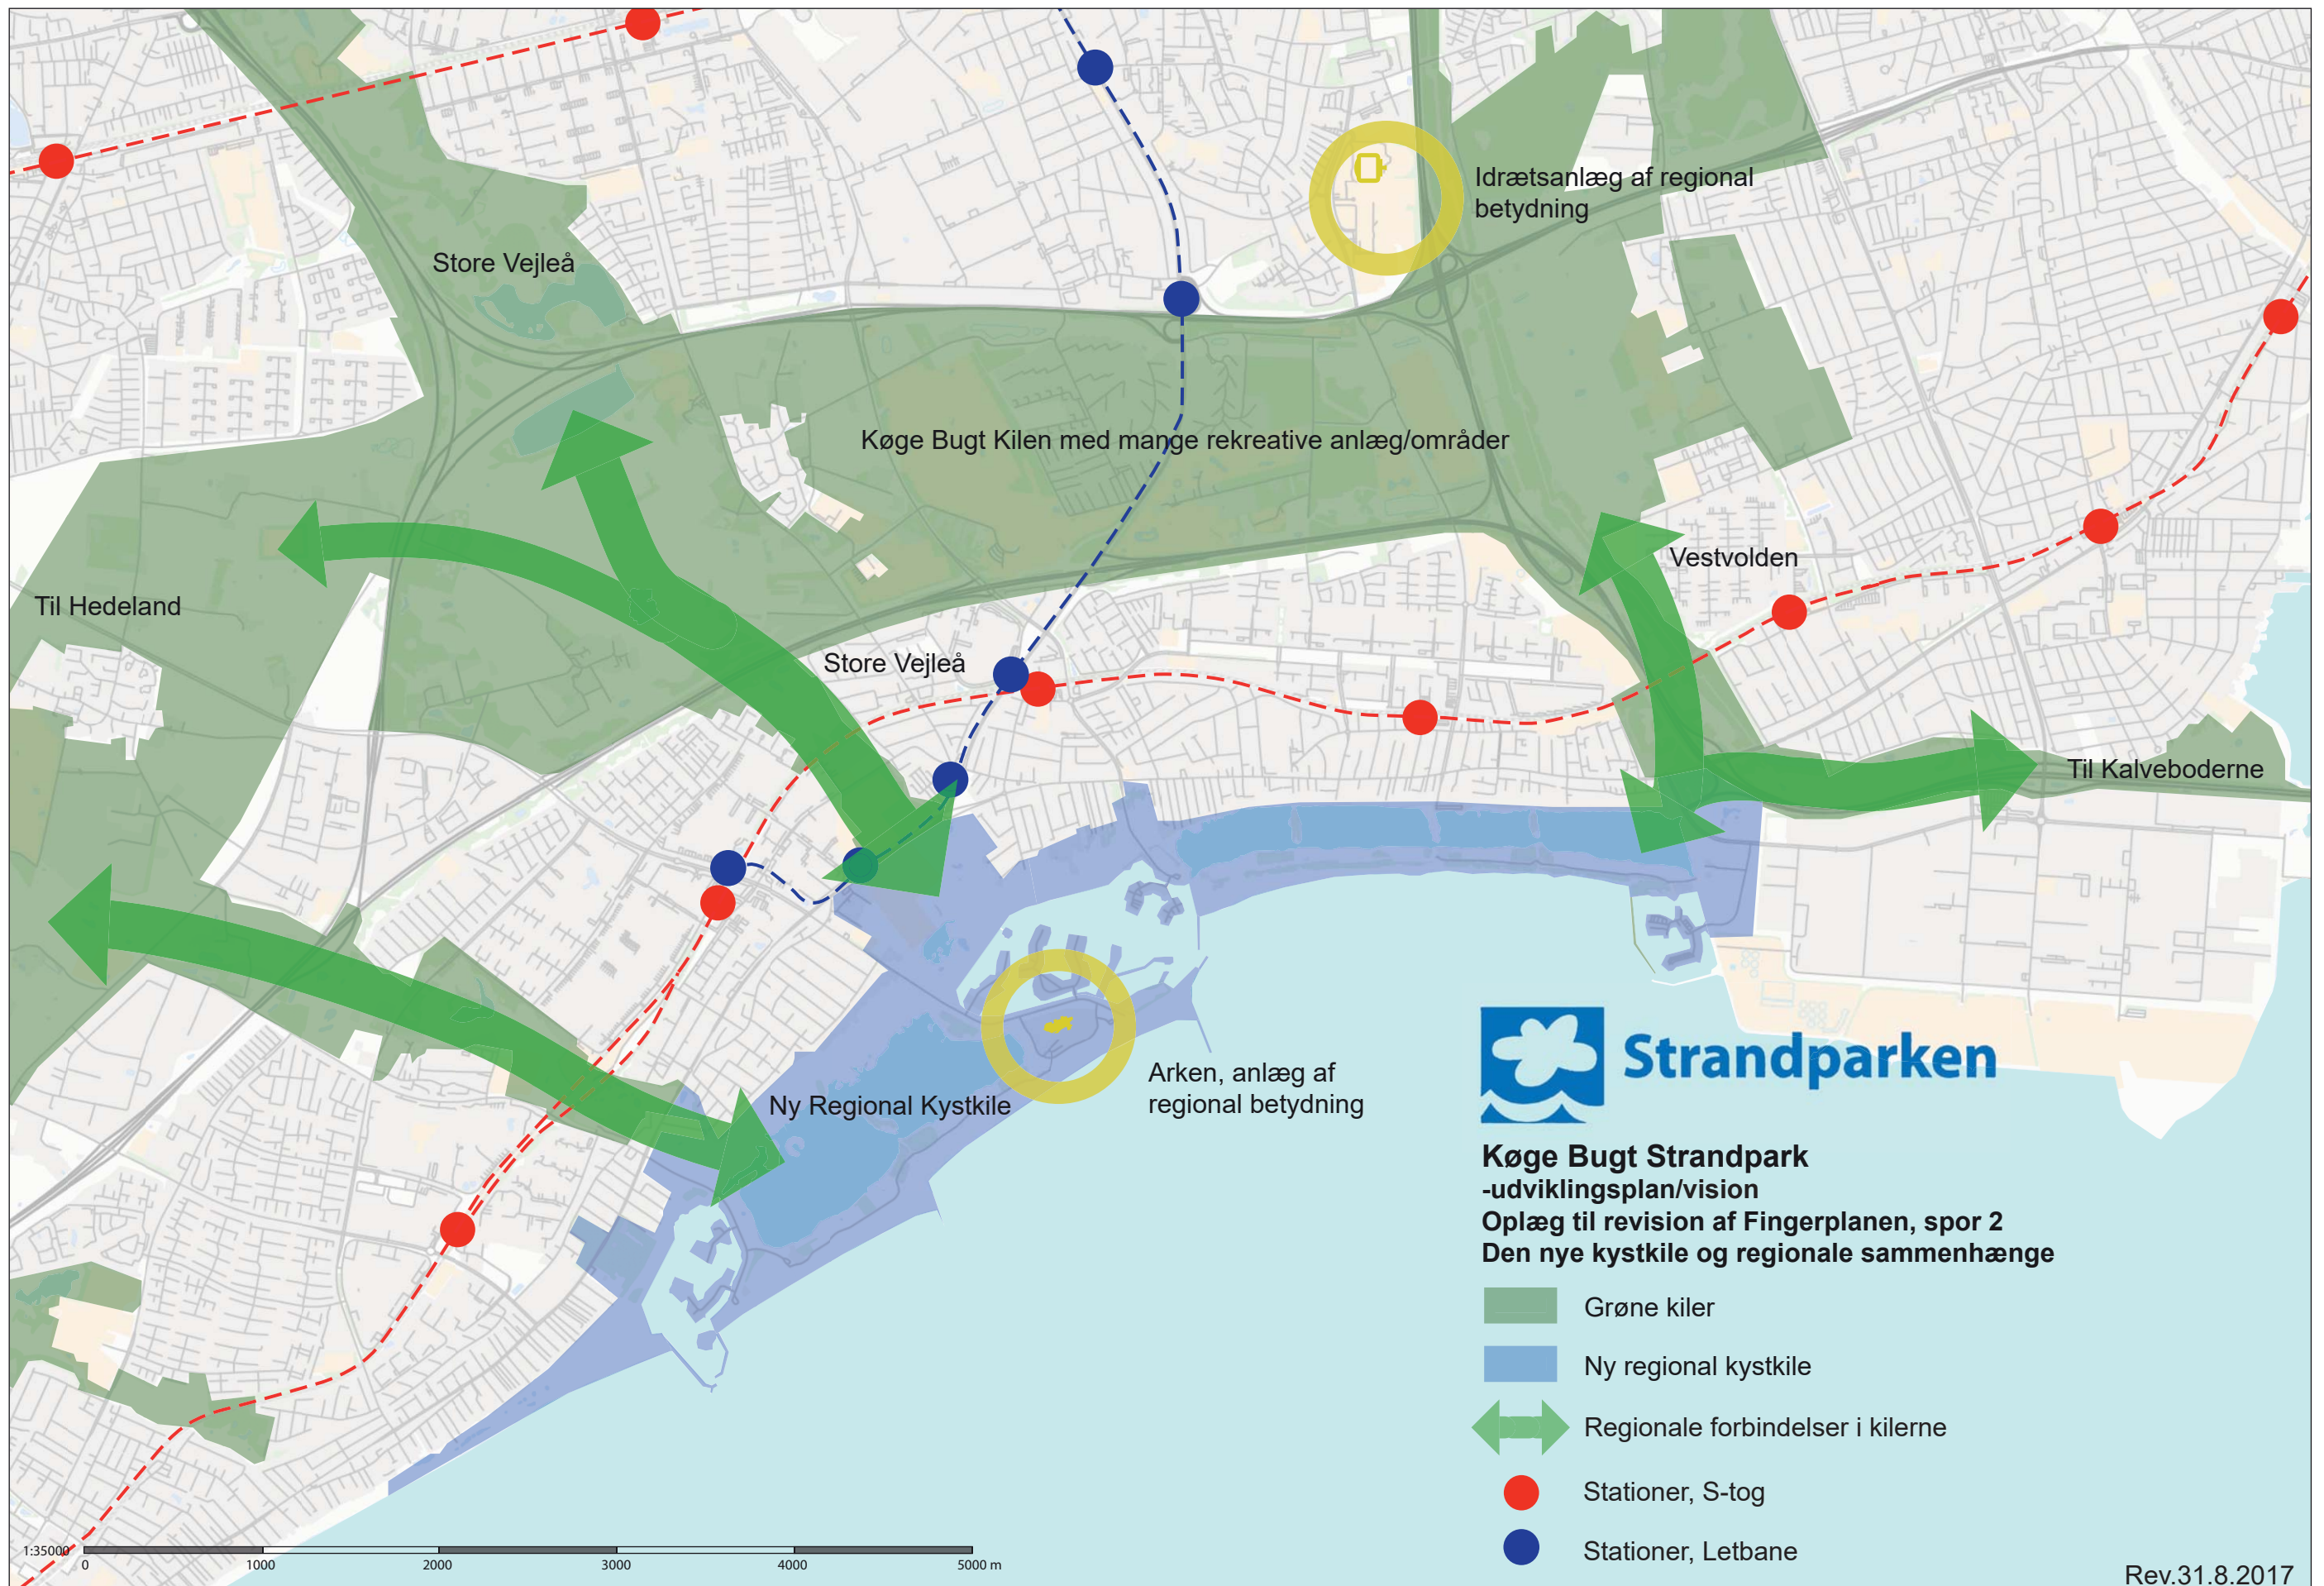 Idrætsanlæg af regional
betydning
Store Vejleå
Køge Bugt Kilen med mange rekreative anlæg/områder
Vestvolden
Til Hedeland
Store Vejleå
Til Kalveboderne
Arken, anlæg af
regional betydning
Ny Regional Kystkile
Strandparken
Køge Bugt Strandpark
-udviklingsplan/vision
Oplæg til revision af Fingerplanen, spor 2
Den nye kystkile og regionale sammenhænge
Grøne kiler
Ny regional kystkile
Regionale forbindelser i kilerne
Stationer, S-tog
Stationer, Letbane
1:35000
0 1000 2000 3000 4000 5000 m
Rev.31.8.2017